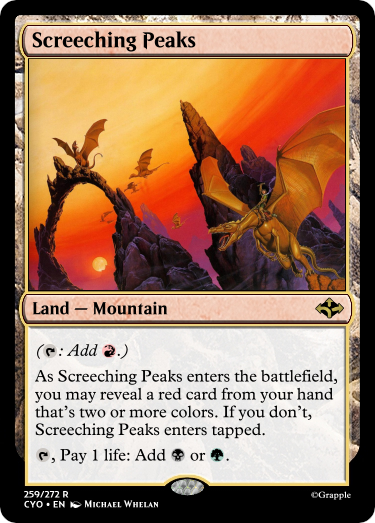 Screeching Peaks
Land — Mountain
(: Add .)
As Screeching Peaks enters the battlefield,
you may reveal a red card from your hand
that's two or more colors. If you don't,
Screeching Peaks enters tapped.
, Pay 1 life: Add or .
259/272 R
CYO • EN Michael Whelan
©Grapple